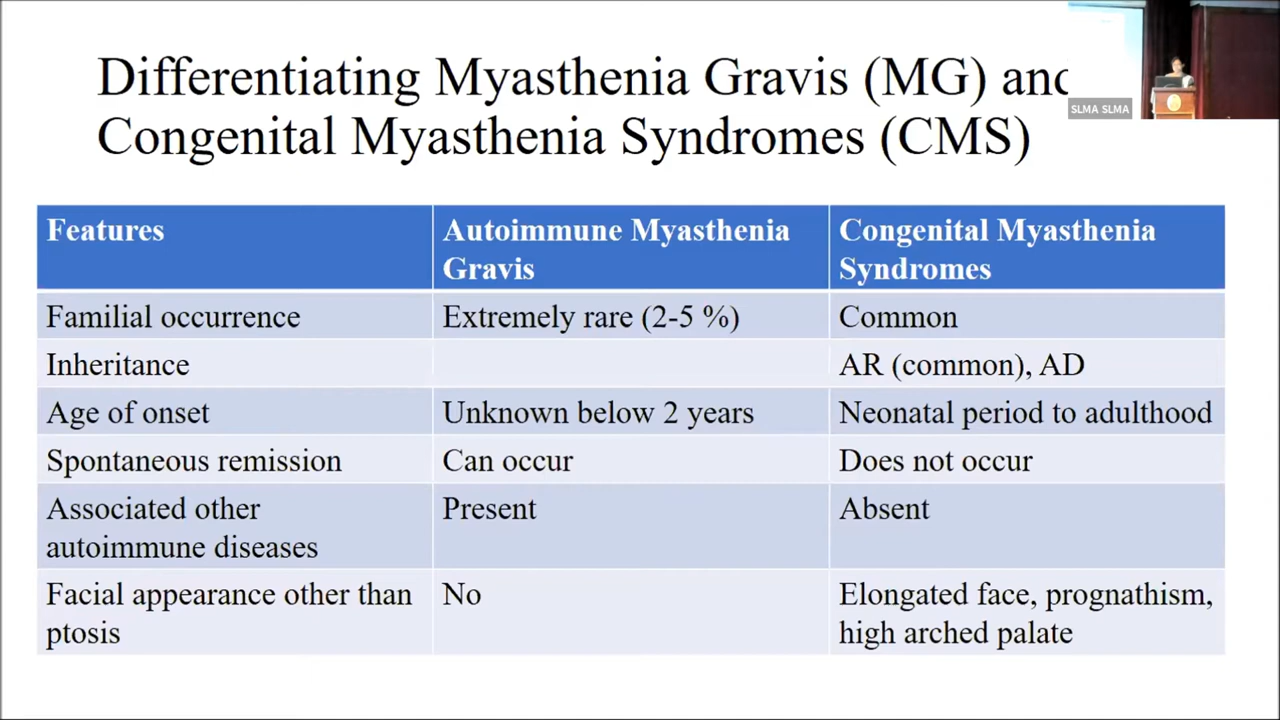 Differentiating Myasthenia Gravis (MG) and
Congenital Myasthenia Syndromes (CMS)
SLMA SLMA
Features
Autoimmune Myasthenia
Gravis
Congenital Myasthenia
Syndromes
Familial occurrence
Extremely rare (2-5 %)
Common
Inheritance
AR (common), AD
Age of onset
Unknown below 2 years
Neonatal period to adulthood
Spontaneous remission
Can occur
Does not occur
Associated other
autoimmune diseases
Present
Absent
Facial appearance other than
ptosis
No
Elongated face, prognathism,
high arched palate